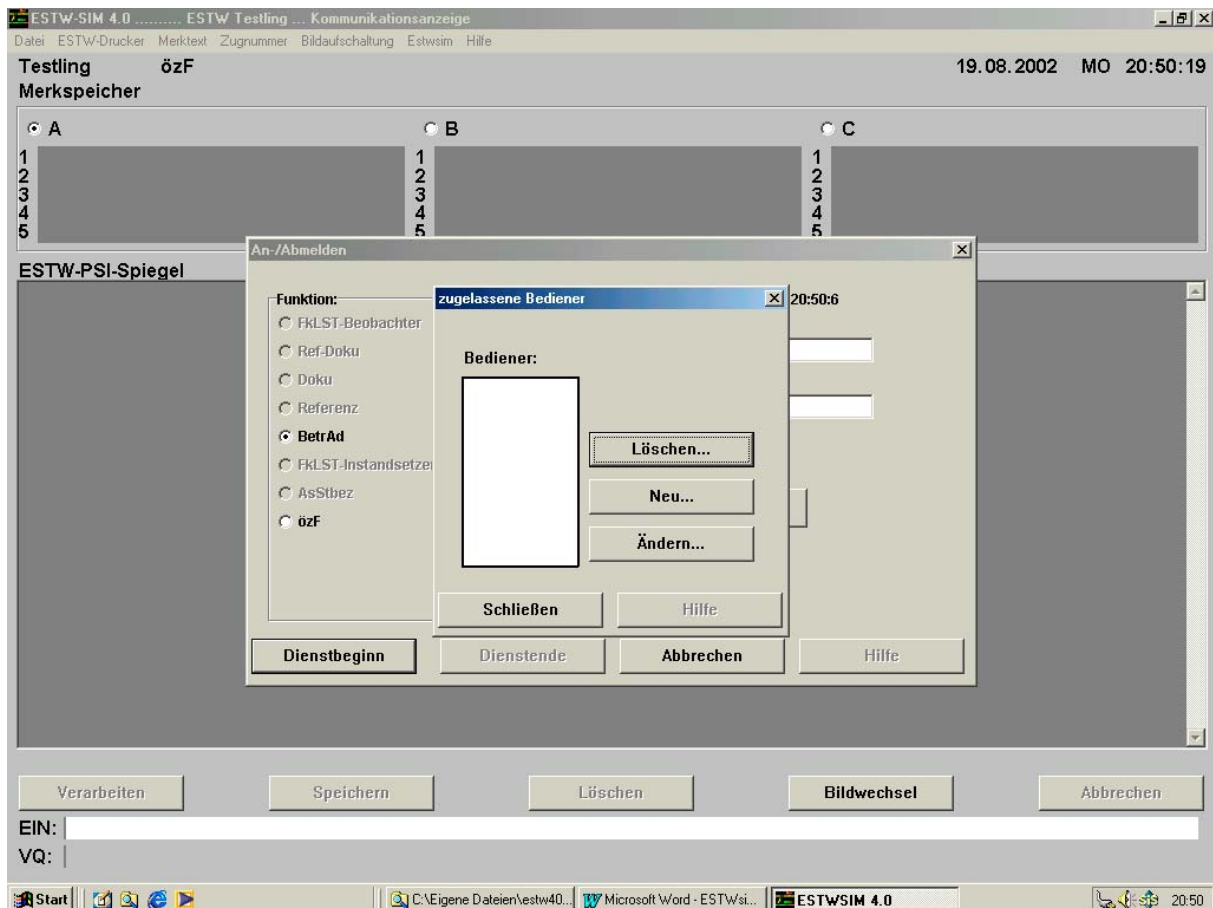 ESTW-SIM 4.0 .......... ESTW Testling ... Kommunikationsanzeige
Datei ESTW-Drucker Merktext Zugnummer Bildaufschaltung Estwsim Hilfe
Testling özF 19.08.2002 MO 20:50:19
Merkspeicher
A B C
1 1 1
2 2 2
3 3 3
4 4 4
5 5 5
An-/Abmelden
ESTW-PSI-Spiegel
Funktion: zugelassene Bediener 20:50:6
FkLST-Beobachter
Ref-Doku
Bediener:
Doku
Referenz
BetrAd
Löschen...
FkLST-Instandsetzer
AsStbez
Neu...
özF
Ändern...
Schließen Hilfe
Dienstbeginn Dienstende Abbrechen Hilfe
Verarbeiten Speichern Löschen Bildwechsel Abbrechen
EIN:
VQ:
Start C:\Eigene Dateien\estw40... Microsoft Word - ESTWsi... ESTWSIM 4.0 20:50